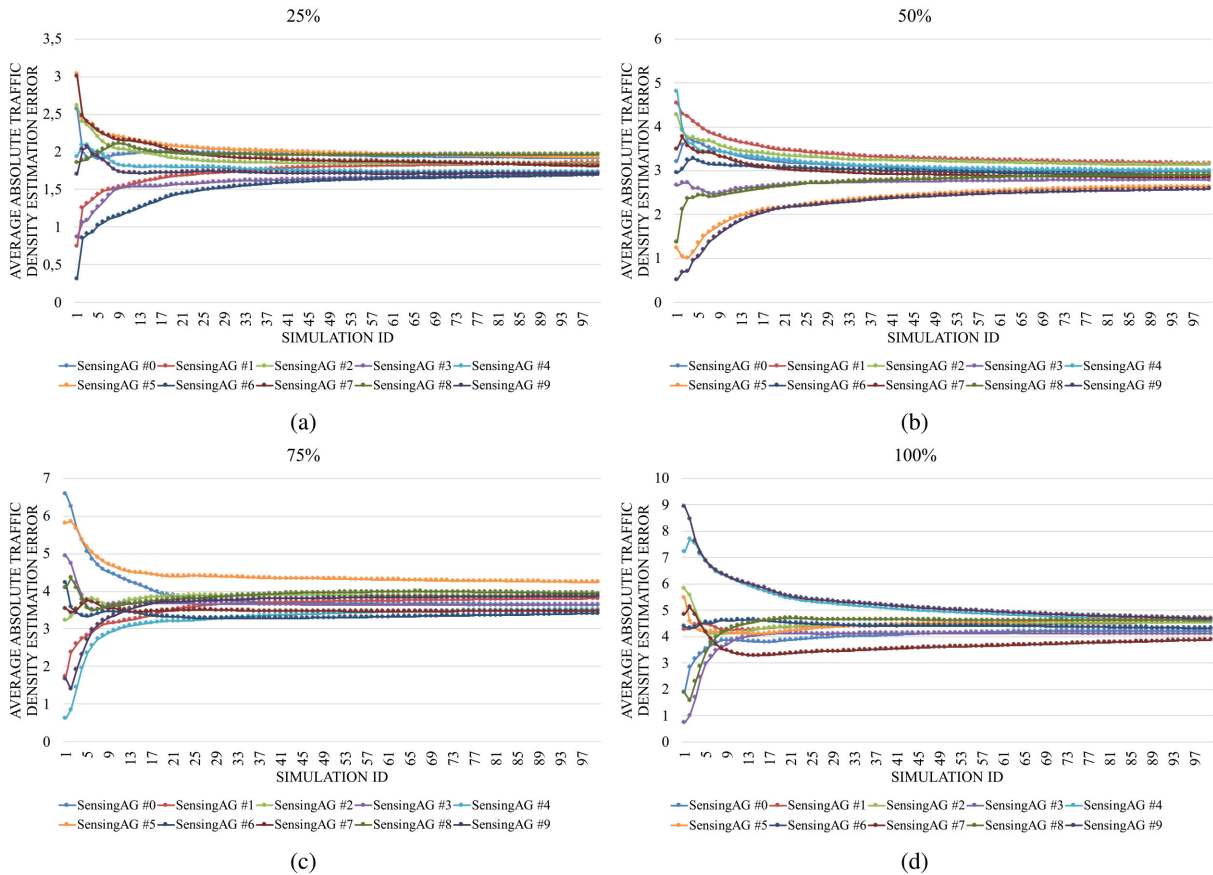 25%
AVERAGE ABSOLUTE TRAFFIC
DENSITY ESTIMATION ERROR
3,5
3
2,5
2
1,5
1
0,5
0
1 5 9 13 17 21 25 29 33 37 41 45 49 53 57 61 65 69 73 77 81 85 89 93 97
SIMULATION ID
SensingAG #0 SensingAG #1 SensingAG #2 SensingAG #3 SensingAG #4
SensingAG #5 SensingAG #6 SensingAG #7 SensingAG #8 SensingAG #9
(a)
50%
AVERAGE ABSOLUTE TRAFFIC
DENSITY ESTIMATION ERROR
6
5
4
3
2
1
0
1 5 9 13 17 21 25 29 33 37 41 45 49 53 57 61 65 69 73 77 81 85 89 93 97
SIMULATION ID
SensingAG #0 SensingAG #1 SensingAG #2 SensingAG #3 SensingAG #4
SensingAG #5 SensingAG #6 SensingAG #7 SensingAG #8 SensingAG #9
(b)
75%
AVERAGE ABSOLUTE TRAFFIC
DENSITY ESTIMATION ERROR
7
6
5
4
3
2
1
0
1 5 9 13 17 21 25 29 33 37 41 45 49 53 57 61 65 69 73 77 81 85 89 93 97
SIMULATION ID
SensingAG #0 SensingAG #1 SensingAG #2 SensingAG #3 SensingAG #4
SensingAG #5 SensingAG #6 SensingAG #7 SensingAG #8 SensingAG #9
(c)
100%
AVERAGE ABSOLUTE TRAFFIC
DENSITY ESTIMATION ERROR
10
9
8
7
6
5
4
3
2
1
0
1 5 9 13 17 21 25 29 33 37 41 45 49 53 57 61 65 69 73 77 81 85 89 93 97
SIMULATION ID
SensingAG #0 SensingAG #1 SensingAG #2 SensingAG #3 SensingAG #4
SensingAG #5 SensingAG #6 SensingAG #7 SensingAG #8 SensingAG #9
(d)